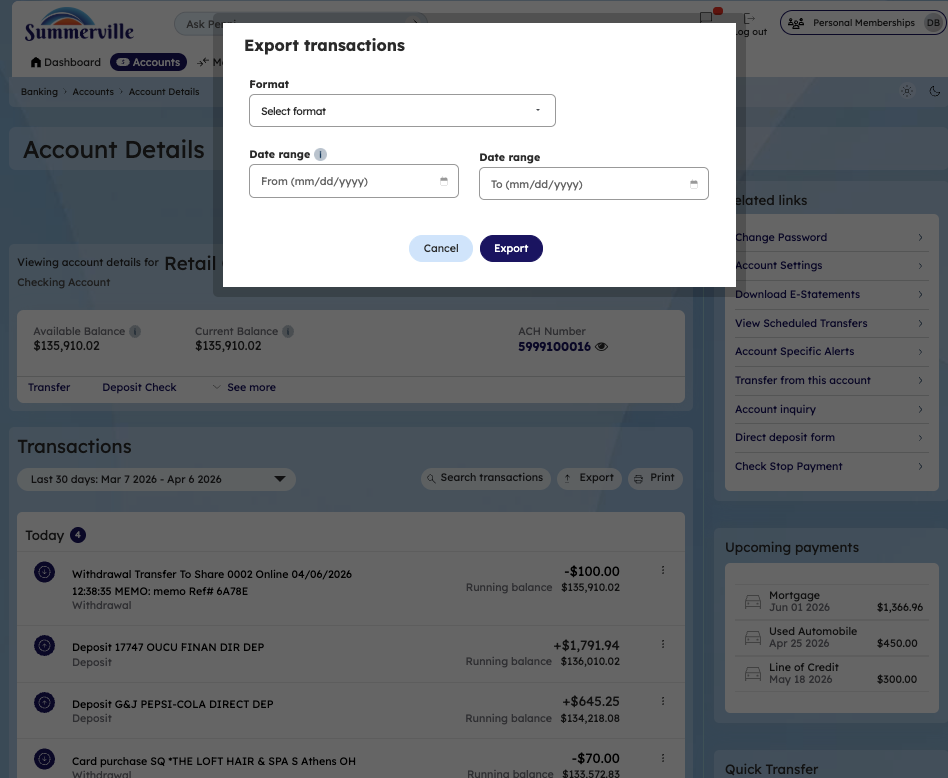 Summerville
Ask Pe
og out
Personal Memberships
DB
Dashboard
Accounts
M
Banking
Accounts
Account Details
Account Details
Export transactions
Format
Select format
Date range i
Date range
From (mm/dd/yyyy)
To (mm/dd/yyyy)
Cancel
Export
Viewing account details for Retail
Checking Account
Available Balance i
$135,910.02
Current Balance i
$135,910.02
ACH Number
5999100016
Transfer
Deposit Check
See more
Transactions
Last 30 days: Mar 7 2026 - Apr 6 2026
Search transactions
Export
Print
Today 4
Withdrawal Transfer To Share 0002 Online 04/06/2026
12:38:35 MEMO: memo Ref# 6A78E
Withdrawal
-$100.00
Running balance $135,910.02
Deposit 17747 OUCU FINAN DIR DEP
Deposit
+$1,791.94
Running balance $136,010.02
Deposit G&J PEPSI-COLA DIRECT DEP
Deposit
+$645.25
Running balance $134,218.08
Card purchase SQ *THE LOFT HAIR & SPA S Athens OH
Withdrawal
-$70.00
Running balance $133,572.83
elated links
Change Password
Account Settings
Download E-Statements
View Scheduled Transfers
Account Specific Alerts
Transfer from this account
Account inquiry
Direct deposit form
Check Stop Payment
Upcoming payments
Mortgage
Jun 01 2026
$1,366.96
Used Automobile
Apr 25 2026
$450.00
Line of Credit
May 18 2026
$300.00
Quick Transfer